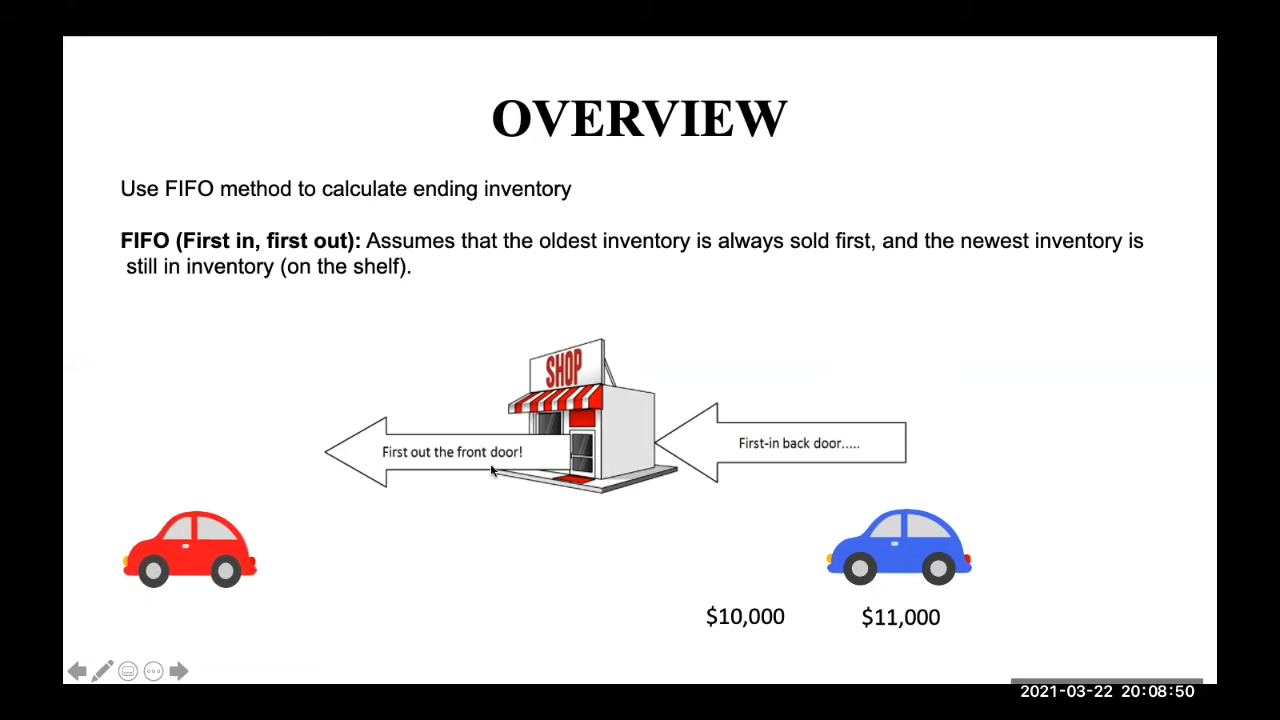 OVERVIEW
Use FIFO method to calculate ending inventory
FIFO (First in, first out): Assumes that the oldest inventory is always sold first, and the newest inventory is
still in inventory (on the shelf).
SHOP
First out the front door!
First-in back door.....
$10,000
$11,000
2021-03-22 20:08:50